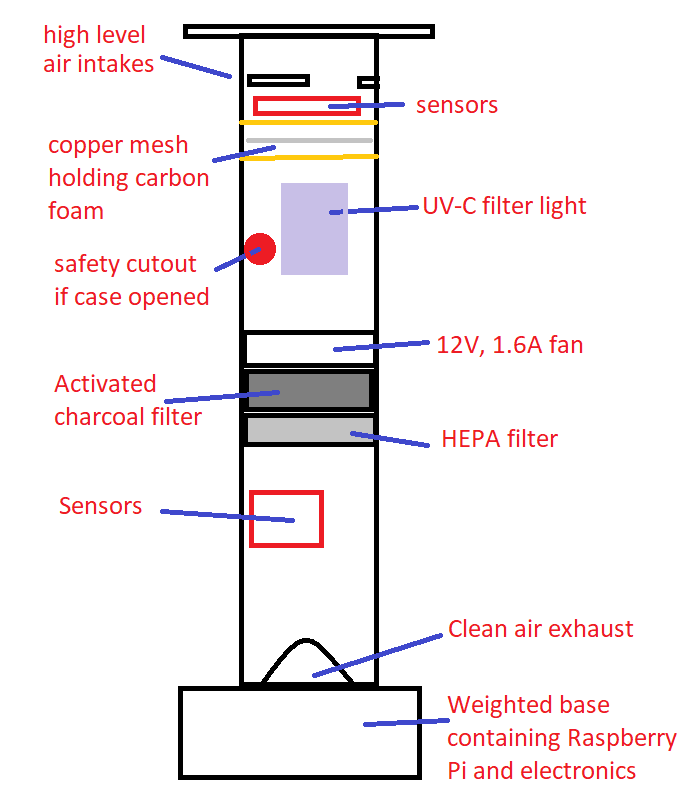 high level
air intakes
sensors
copper mesh
holding carbon
foam
UV-C filter light
safety cutout
if case opened
12V, 1.6A fan
Activated
charcoal filter
HEPA filter
Sensors
Clean air exhaust
Weighted base
containing Raspberry
Pi and electronics